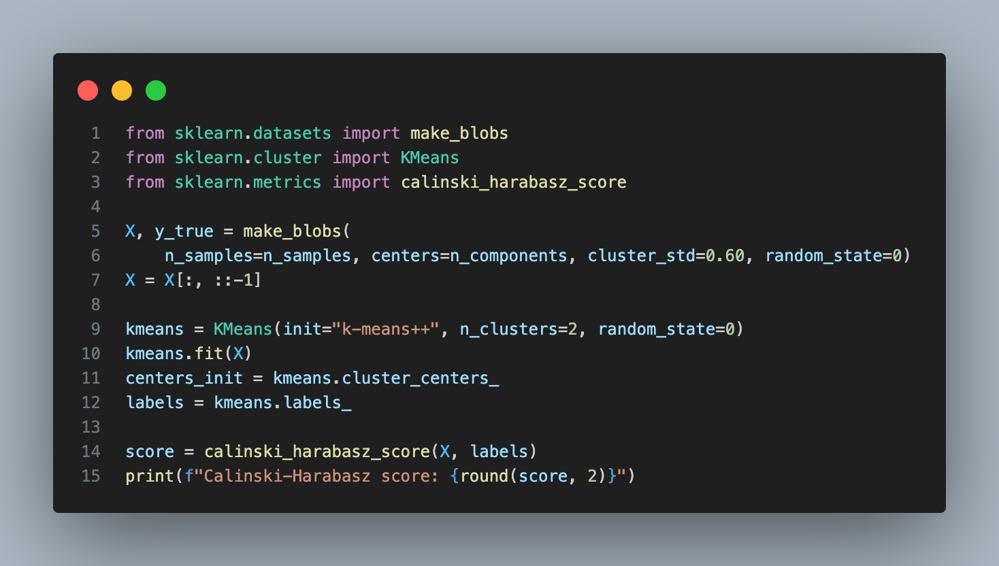 1 from sklearn.datasets import make_blobs
2 from sklearn.cluster import KMeans
3 from sklearn.metrics import calinski_harabasz_score
4
5 X, y_true = make_blobs(
6     n_samples=n_samples, centers=n_components, cluster_std=0.60, random_state=0)
7 X = X[:, ::-1]
8
9 kmeans = KMeans(init="k-means++", n_clusters=2, random_state=0)
10 kmeans.fit(X)
11 centers_init = kmeans.cluster_centers_
12 labels = kmeans.labels_
13
14 score = calinski_harabasz_score(X, labels)
15 print(f"Calinski-Harabasz score: {round(score, 2)}")